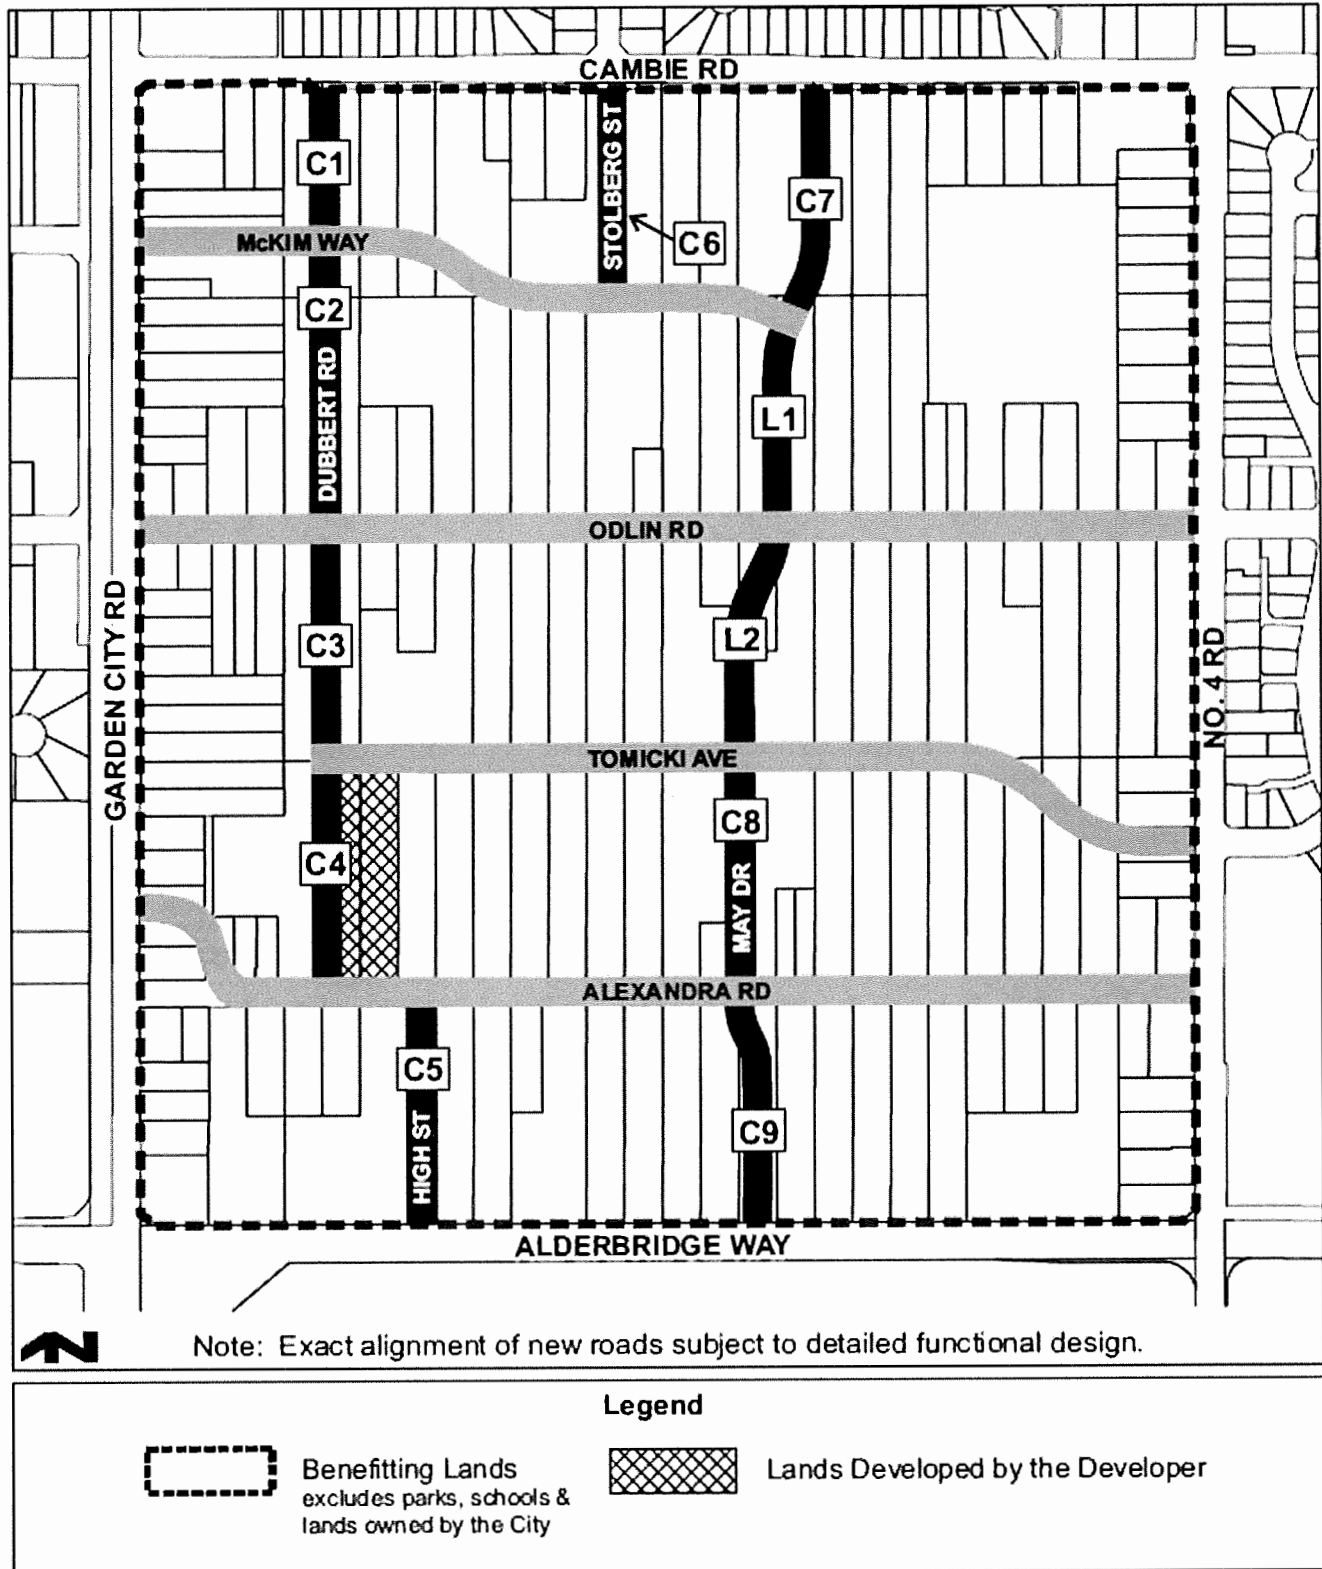 CAMBIE RD
C1
STOLBERG ST
C7
McKIM WAY
C6
C2
DUBBERT RD
L1
ODLIN RD
GARDEN CITY RD
C3
L2
NO. 4 RD
TOMICKI AVE
C8
C4
MAY DR
ALEXANDRA RD
C5
C9
HIGH ST
ALDERBRIDGE WAY
N
Note: Exact alignment of new roads subject to detailed functional design.
Legend
Benefitting Lands
excludes parks, schools &
lands owned by the City
Lands Developed by the Developer